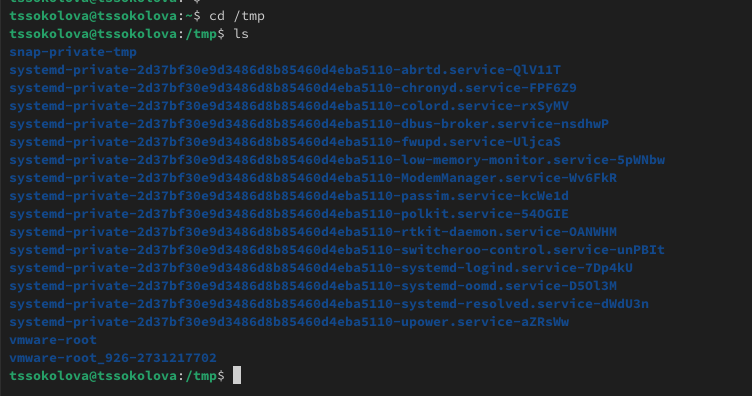 tssokolova@tssokolova:~$ cd /tmp
tssokolova@tssokolova:/tmp$ ls
snap-private-tmp
systemd-private-2d37bf30e9d3486d8b85460d4eba5110-abrtd.service-QlV11T
systemd-private-2d37bf30e9d3486d8b85460d4eba5110-chronyd.service-FPF6Z9
systemd-private-2d37bf30e9d3486d8b85460d4eba5110-colord.service-rxSyMV
systemd-private-2d37bf30e9d3486d8b85460d4eba5110-dbus-broker.service-nsdhwP
systemd-private-2d37bf30e9d3486d8b85460d4eba5110-fwupd.service-UljcaS
systemd-private-2d37bf30e9d3486d8b85460d4eba5110-low-memory-monitor.service-5pWNbw
systemd-private-2d37bf30e9d3486d8b85460d4eba5110-ModemManager.service-Wv6FkR
systemd-private-2d37bf30e9d3486d8b85460d4eba5110-passim.service-kcWe1d
systemd-private-2d37bf30e9d3486d8b85460d4eba5110-polkit.service-54OGIE
systemd-private-2d37bf30e9d3486d8b85460d4eba5110-rtkit-daemon.service-OANWHM
systemd-private-2d37bf30e9d3486d8b85460d4eba5110-switcheroo-control.service-unPBIt
systemd-private-2d37bf30e9d3486d8b85460d4eba5110-systemd-logind.service-7Dp4kU
systemd-private-2d37bf30e9d3486d8b85460d4eba5110-systemd-oomd.service-D5Ol3M
systemd-private-2d37bf30e9d3486d8b85460d4eba5110-systemd-resolved.service-dWdU3n
systemd-private-2d37bf30e9d3486d8b85460d4eba5110-upower.service-aZRsWw
vmware-root
vmware-root_926-2731217702
tssokolova@tssokolova:/tmp$